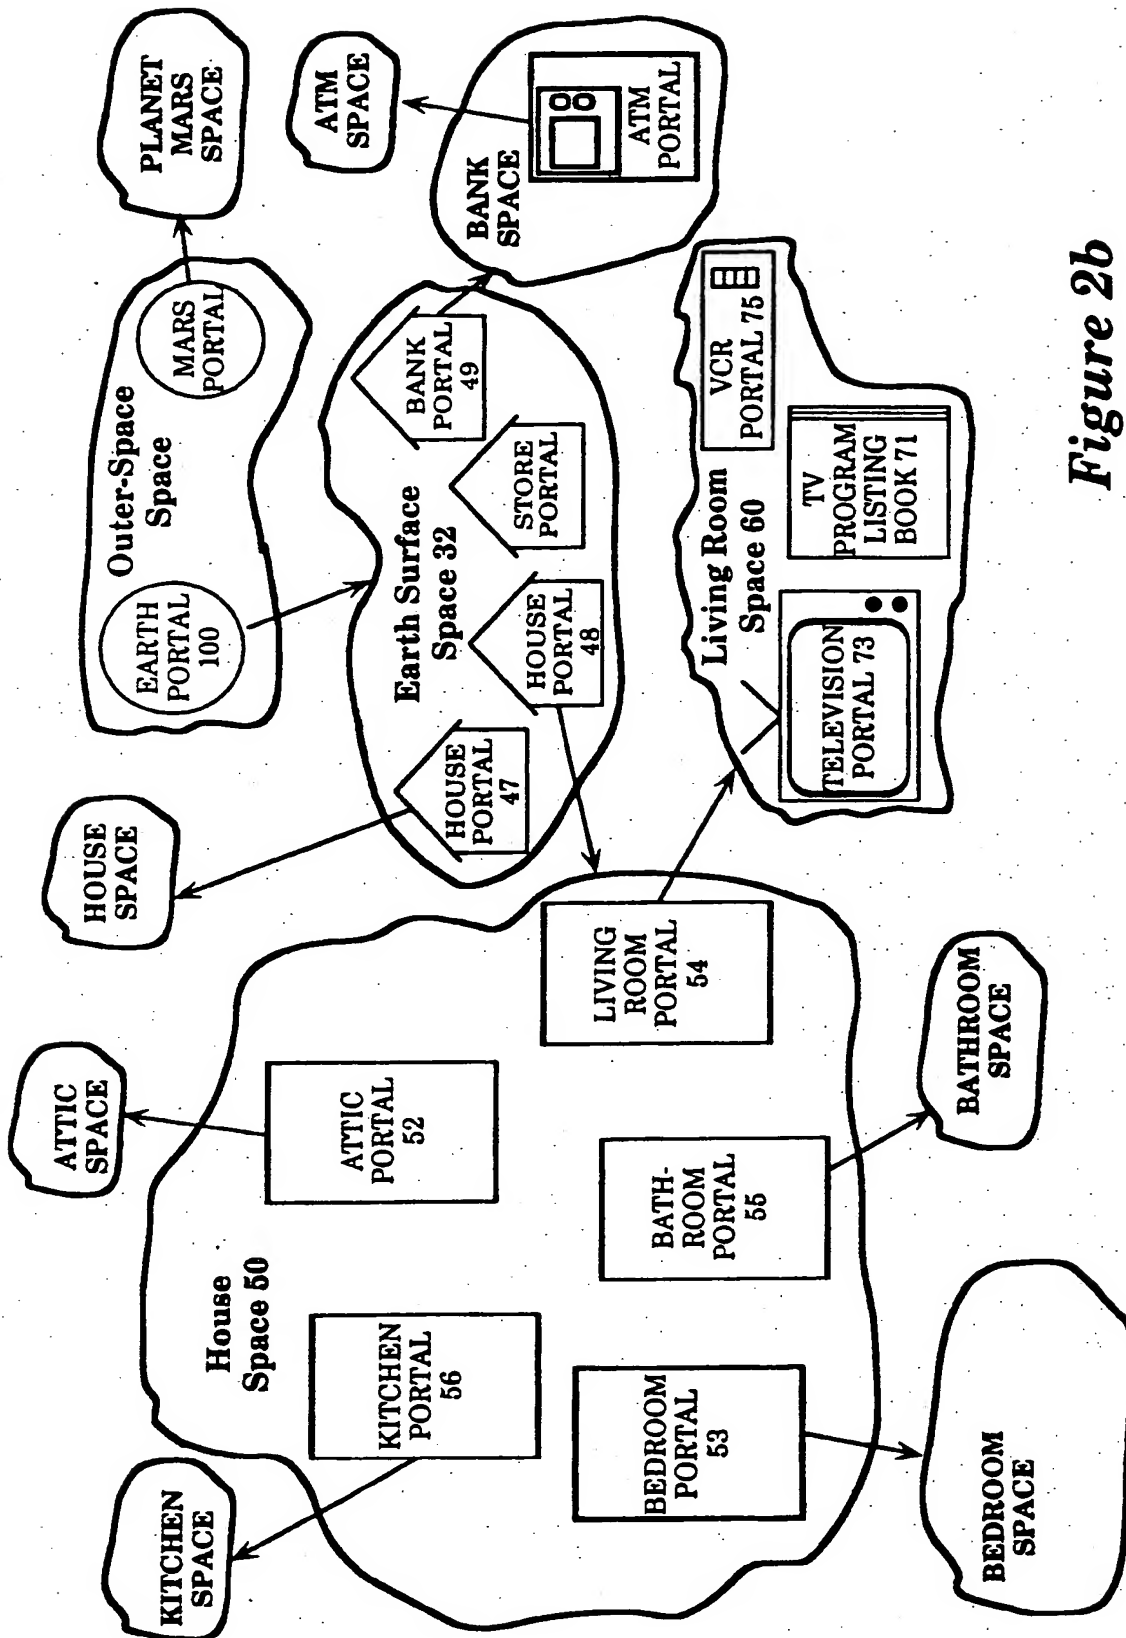 KITCHEN
SPACE
ATTIC
SPACE
HOUSE
SPACE
PLANET
MARS
SPACE
ATM
SPACE
Outer-Space
Space
EARTH
PORTAL
100
MARS
PORTAL
House
Space 50
KITCHEN
PORTAL
56
ATTIC
PORTAL
52
BEDROOM
PORTAL
53
BATH-
ROOM
PORTAL
55
LIVING
ROOM
PORTAL
54
Earth Surface
Space 32
HOUSE
PORTAL
47
HOUSE
PORTAL
48
STORE
PORTAL
BANK
PORTAL
49
BANK
SPACE
ATM
PORTAL
Living Room
Space 60
TELEVISION
PORTAL 73
TV
PROGRAM
LISTING
BOOK 71
VCR
PORTAL 75
BEDROOM
SPACE
BATHROOM
SPACE
Figure 2b